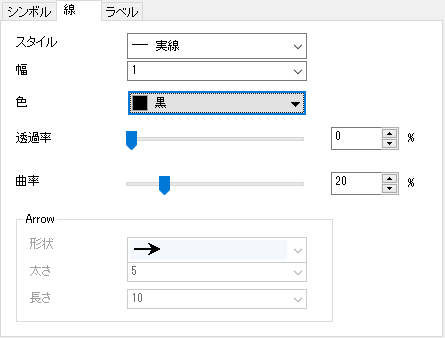 シンボル 線 ラベル
スタイル 実線
幅 1
色 黒
透過率 0 %
曲率 20 %
Arrow
形状
太さ 5
長さ 10